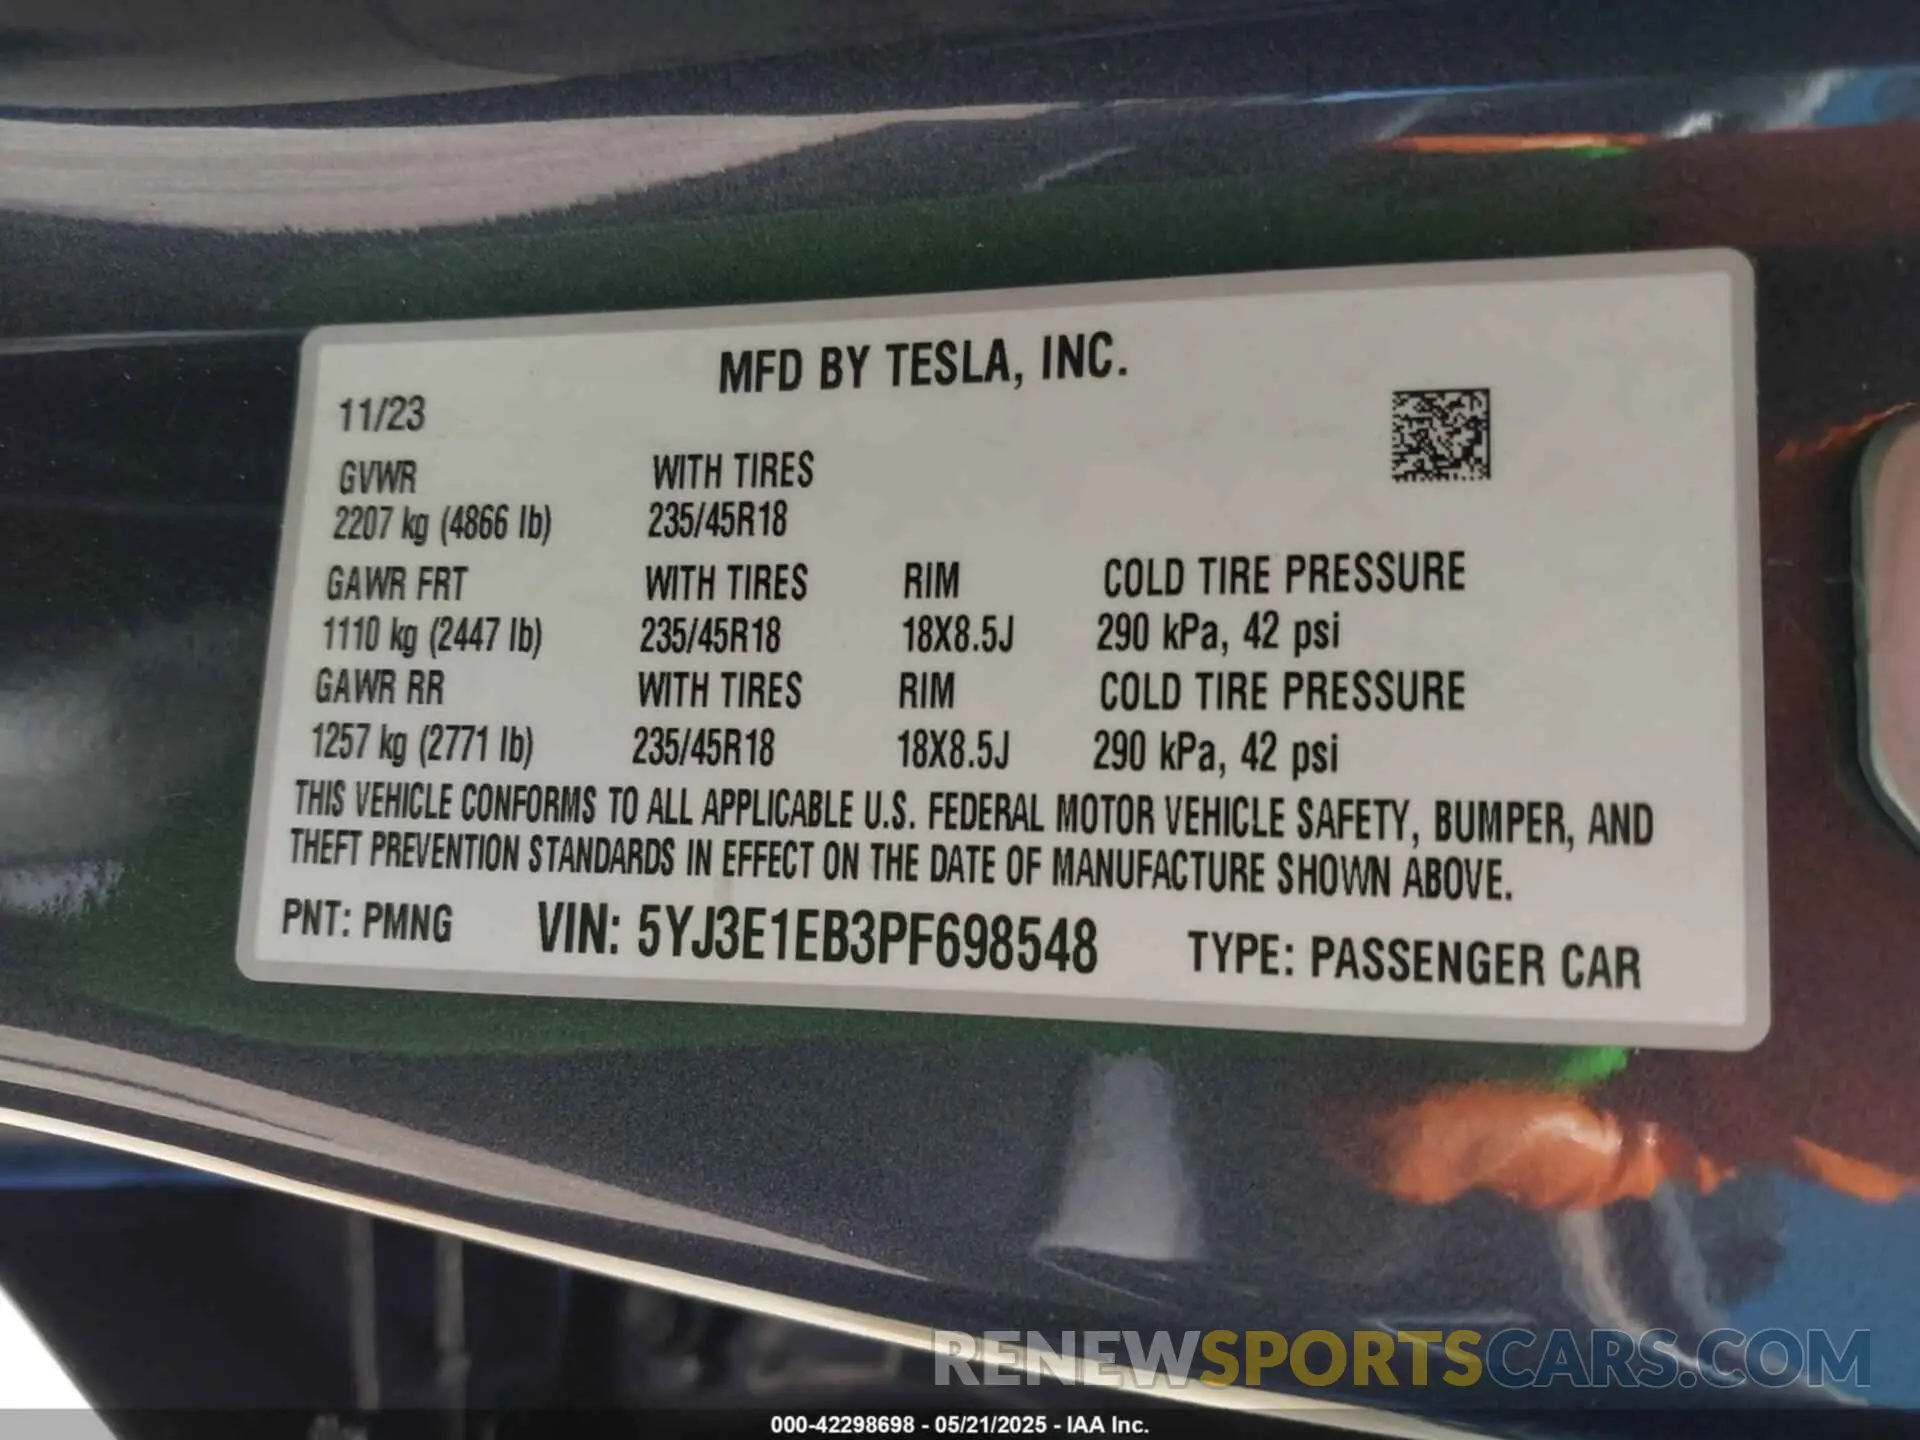 MFD BY TESLA, INC.
11/23
GVWR WITH TIRES
2207 kg (4866 lb) 235/45R18
GAWR FRT WITH TIRES RIM COLD TIRE PRESSURE
1110 kg (2447 lb) 235/45R18 18X8.5J 290 kPa, 42 psi
GAWR RR WITH TIRES RIM COLD TIRE PRESSURE
1257 kg (2771 lb) 235/45R18 18X8.5J 290 kPa, 42 psi
THIS VEHICLE CONFORMS TO ALL APPLICABLE U.S. FEDERAL MOTOR VEHICLE SAFETY, BUMPER, AND
THEFT PREVENTION STANDARDS IN EFFECT ON THE DATE OF MANUFACTURE SHOWN ABOVE.
PNT: PMNG VIN: 5YJ3E1EB3PF698548 TYPE: PASSENGER CAR
RENEWSPORTSCARS.COM
000-42298698 - 05/21/2025 - IAA Inc.